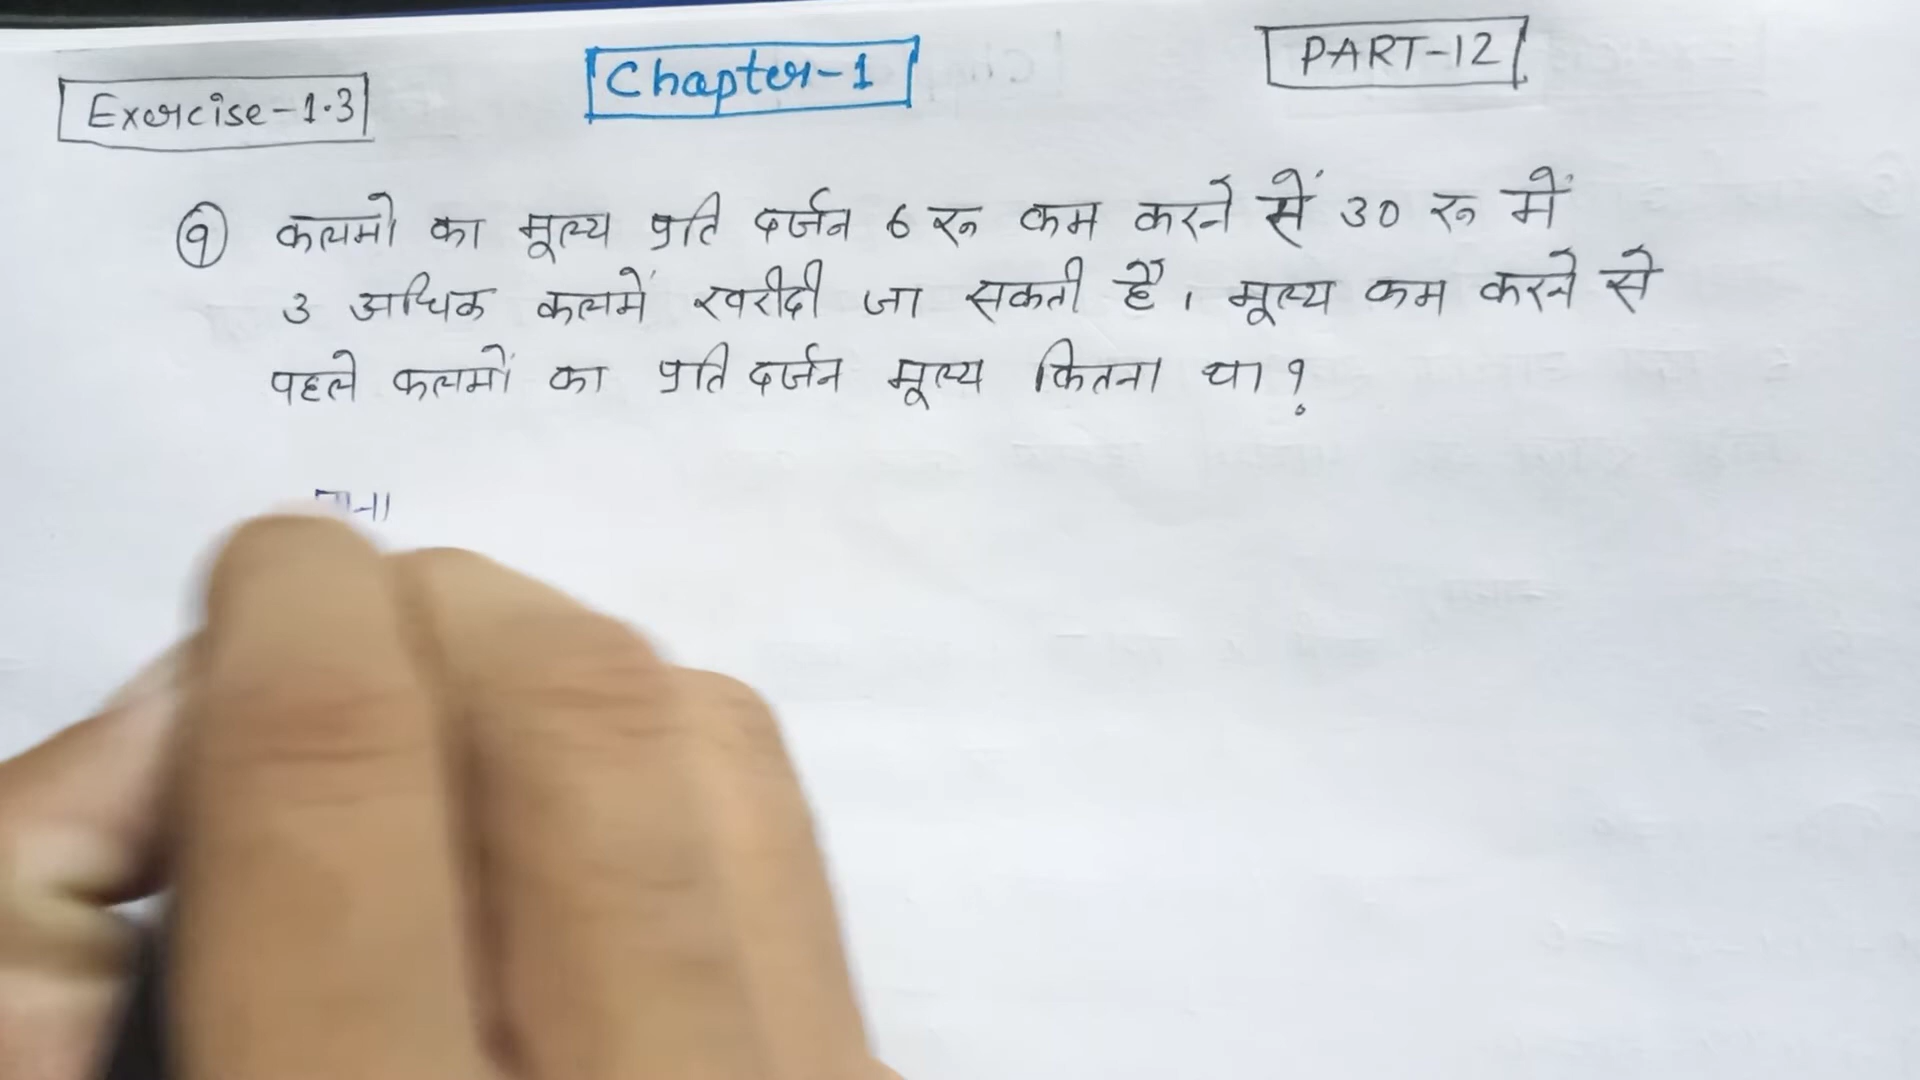 Exercise-1.3
Chapter-1
PART-12
९ कलमो का मूल्य प्रति दर्जन 6 रू कम करने सें 30 रू में
3 अधिक कलमें खरीदी जा सकती हैं। मूल्य कम करने से
पहले कलमों का प्रति दर्जन मूल्य कितना था?